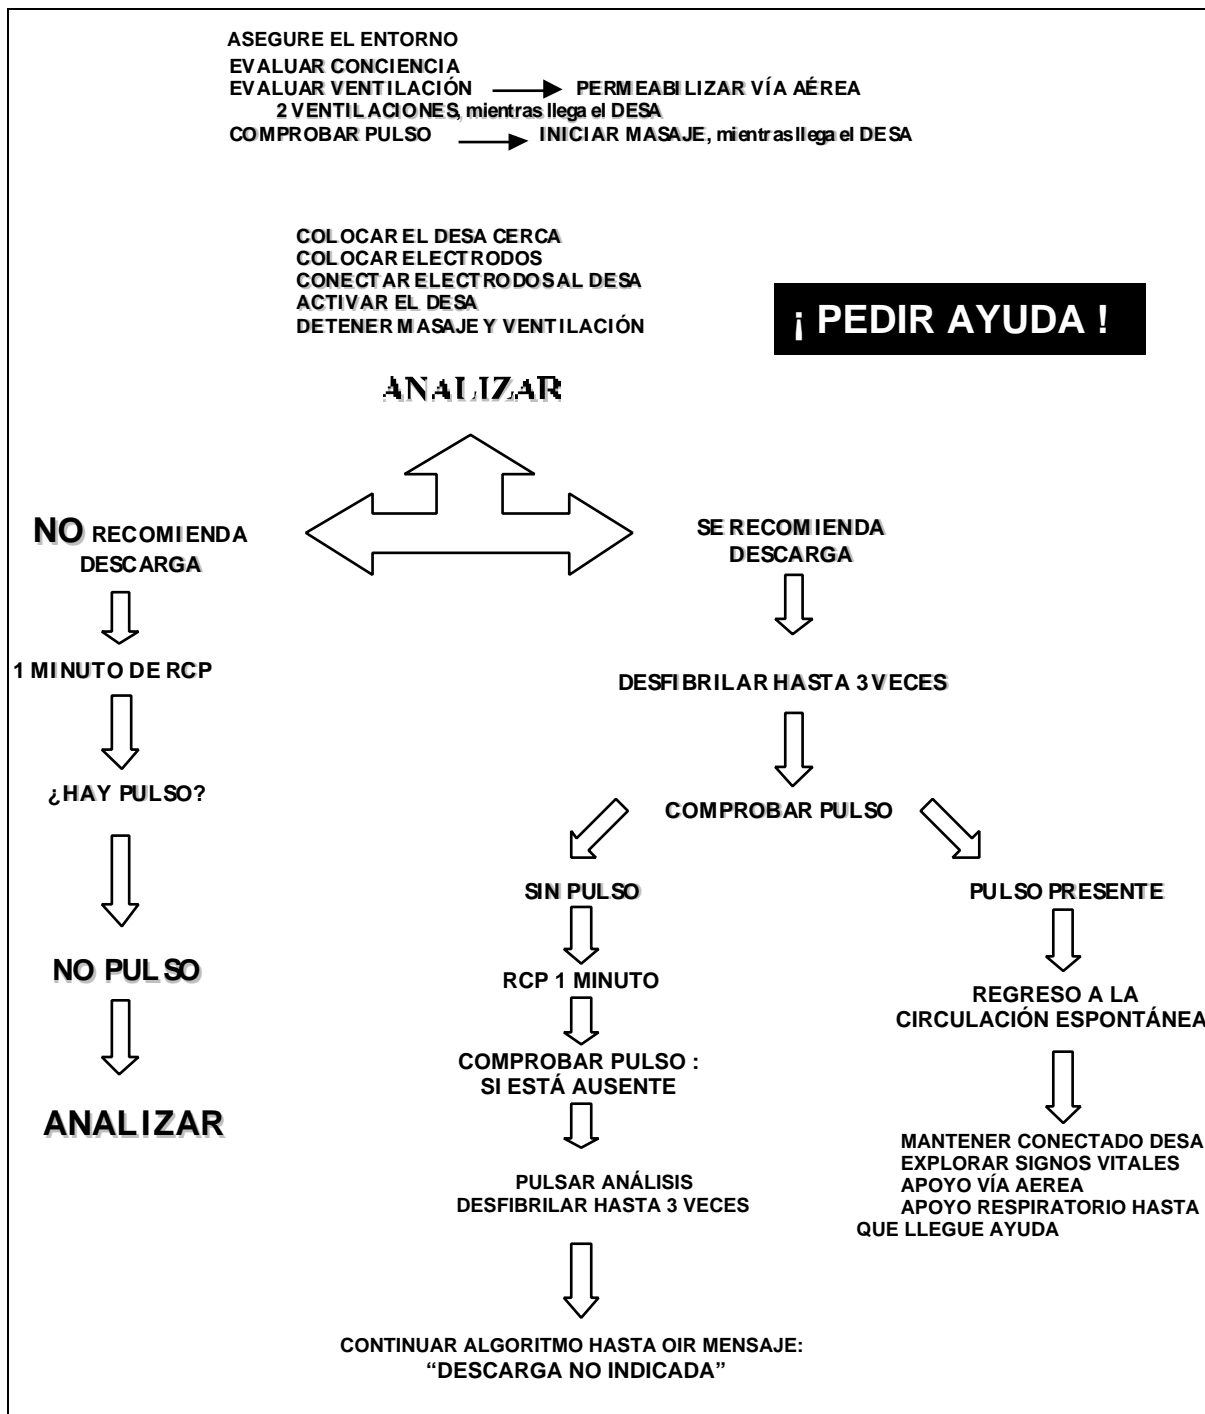 ASEGURE EL ENTORNO
EVALUAR CONCIENCIA
EVALUAR VENTILACIÓN PERMEABILIZAR VÍA AÉREA
2 VENTILACIONES, mientras llega el DESA
COMPROBAR PULSO INICIAR MASAJE, mientras llega el DESA
COLOCAR EL DESA CERCA
COLOCAR ELECTRODOS
CONECTAR ELECTRODOS AL DESA
ACTIVAR EL DESA
DETENER MASAJE Y VENTILACIÓN
¡ PEDIR AYUDA !
ANALIZAR
NO RECOMIENDA
DESCARGA
1 MINUTO DE RCP
¿HAY PULSO?
NO PULSO
ANALIZAR
SE RECOMIENDA
DESCARGA
DESFIBRILAR HASTA 3 VECES
COMPROBAR PULSO
SIN PULSO
RCP 1 MINUTO
COMPROBAR PULSO :
SI ESTÁ AUSENTE
PULSAR ANÁLISIS
DESFIBRILAR HASTA 3 VECES
CONTINUAR ALGORITMO HASTA OIR MENSAJE:
“DESCARGA NO INDICADA”
PULSO PRESENTE
REGRESO A LA
CIRCULACIÓN ESPONTÁNEA
MANTENER CONECTADO DESA
EXPLORAR SIGNOS VITALES
APOYO VÍA AEREA
APOYO RESPIRATORIO HASTA
QUE LLEGUE AYUDA